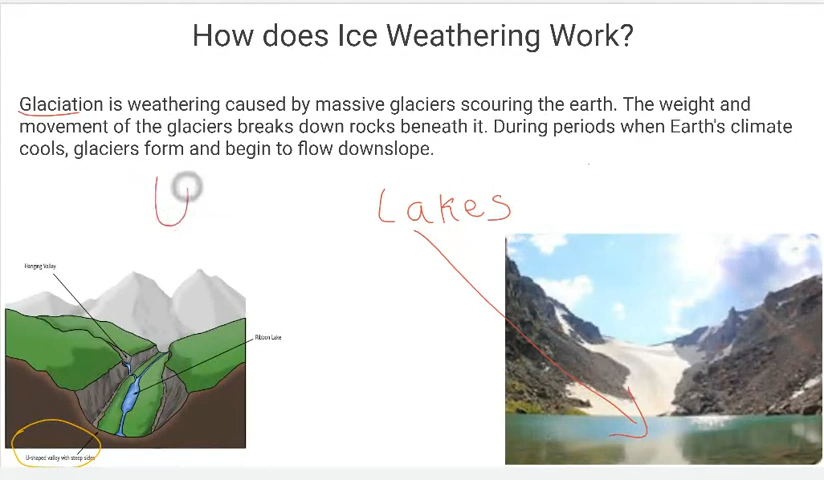 How does Ice Weathering Work?
Glaciation is weathering caused by massive glaciers scouring the earth. The weight and
movement of the glaciers breaks down rocks beneath it. During periods when Earth's climate
cools, glaciers form and begin to flow downslope.
U
Lakes
Hanging Valley
Ribbon Lake
U-shaped valley with steep sides